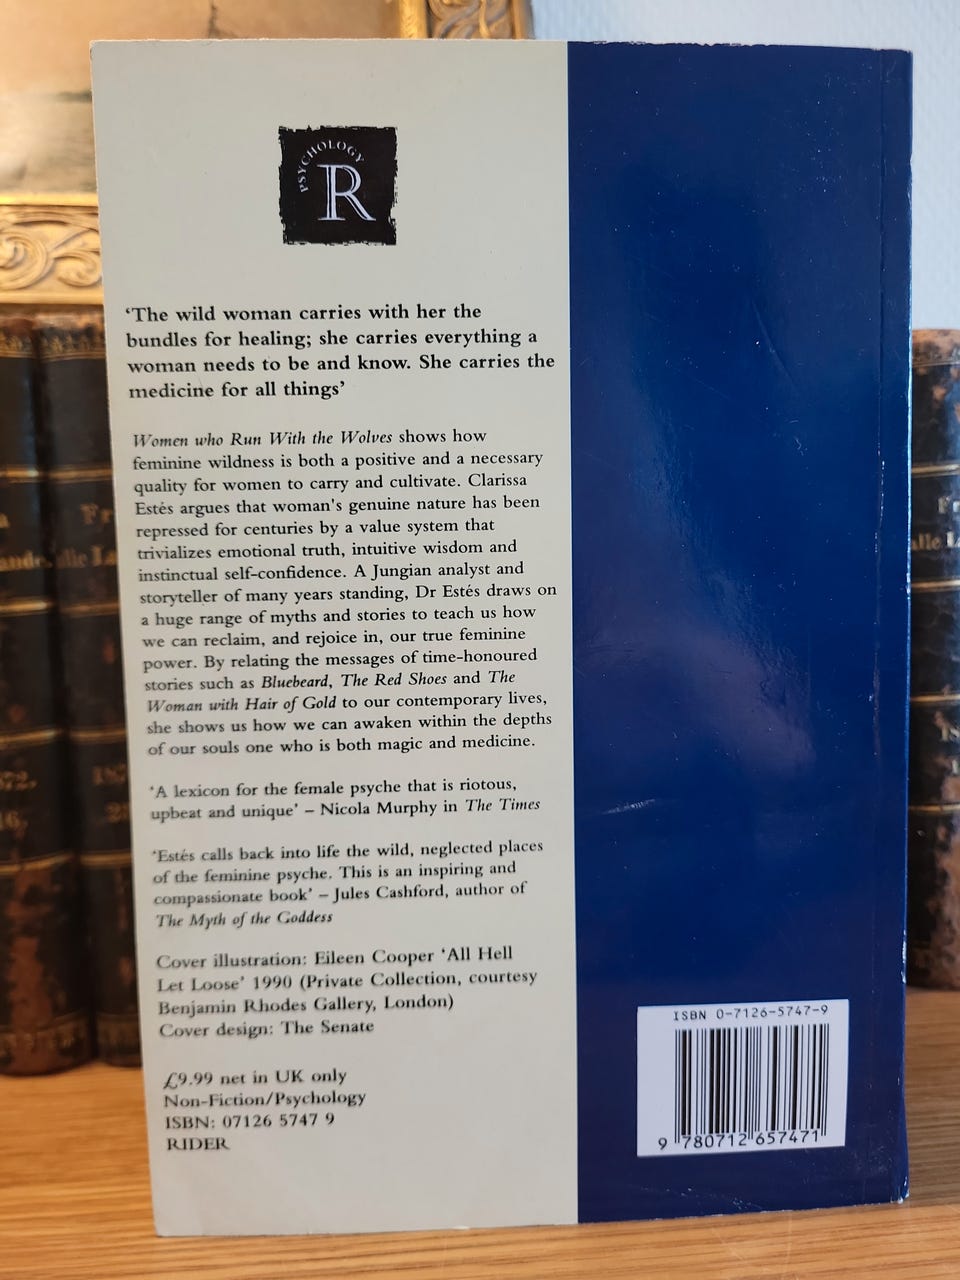 PSYCHOLOGY
R
‘The wild woman carries with her the
bundles for healing; she carries everything a
woman needs to be and know. She carries the
medicine for all things’
Women who Run With the Wolves shows how
feminine wildness is both a positive and a necessary
quality for women to carry and cultivate. Clarissa
Estés argues that woman's genuine nature has been
repressed for centuries by a value system that
trivializes emotional truth, intuitive wisdom and
instinctual self-confidence. A Jungian analyst and
storyteller of many years standing, Dr Estés draws on
a huge range of myths and stories to teach us how
we can reclaim, and rejoice in, our true feminine
power. By relating the messages of time-honoured
stories such as Bluebeard, The Red Shoes and The
Woman with Hair of Gold to our contemporary lives,
she shows us how we can awaken within the depths
of our souls one who is both magic and medicine.
‘A lexicon for the female psyche that is riotous,
upbeat and unique’ – Nicola Murphy in The Times
‘Estés calls back into life the wild, neglected places
of the feminine psyche. This is an inspiring and
compassionate book’ – Jules Cashford, author of
The Myth of the Goddess
Cover illustration: Eileen Cooper ‘All Hell
Let Loose’ 1990 (Private Collection, courtesy
Benjamin Rhodes Gallery, London)
Cover design: The Senate
£9.99 net in UK only
Non-Fiction/Psychology
ISBN: 07126 5747 9
RIDER
ISBN 0-7126-5747-9
9 780712 657471